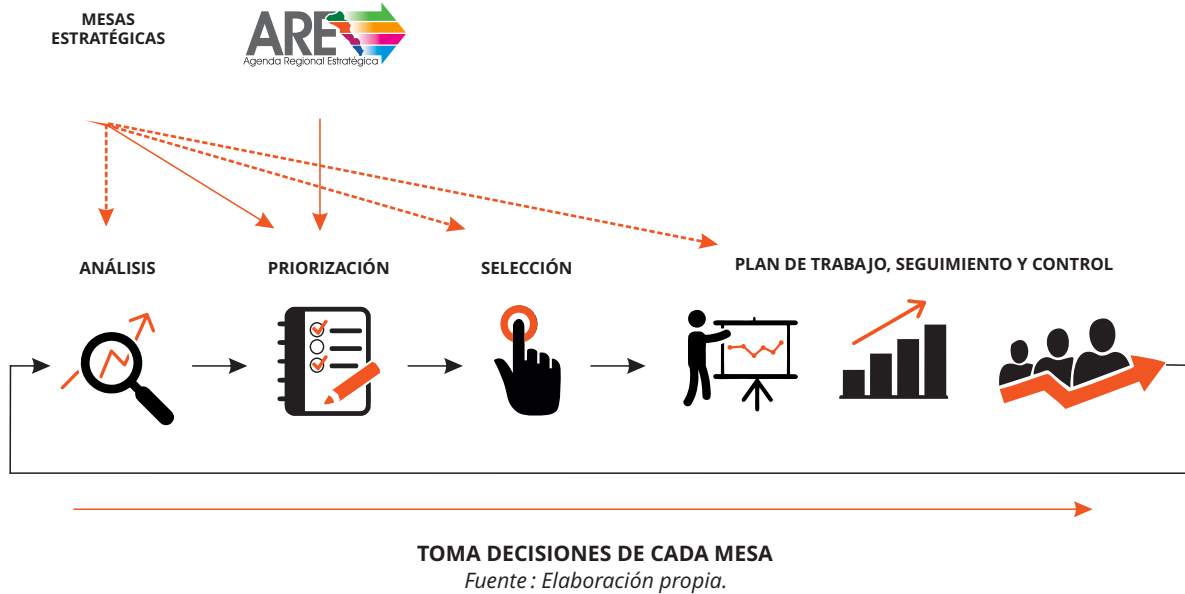 MESAS
ESTRATÉGICAS
ARE
Agenda Regional Estratégica
ANÁLISIS
PRIORIZACIÓN
SELECCIÓN
PLAN DE TRABAJO, SEGUIMIENTO Y CONTROL
TOMA DECISIONES DE CADA MESA
Fuente: Elaboración propia.